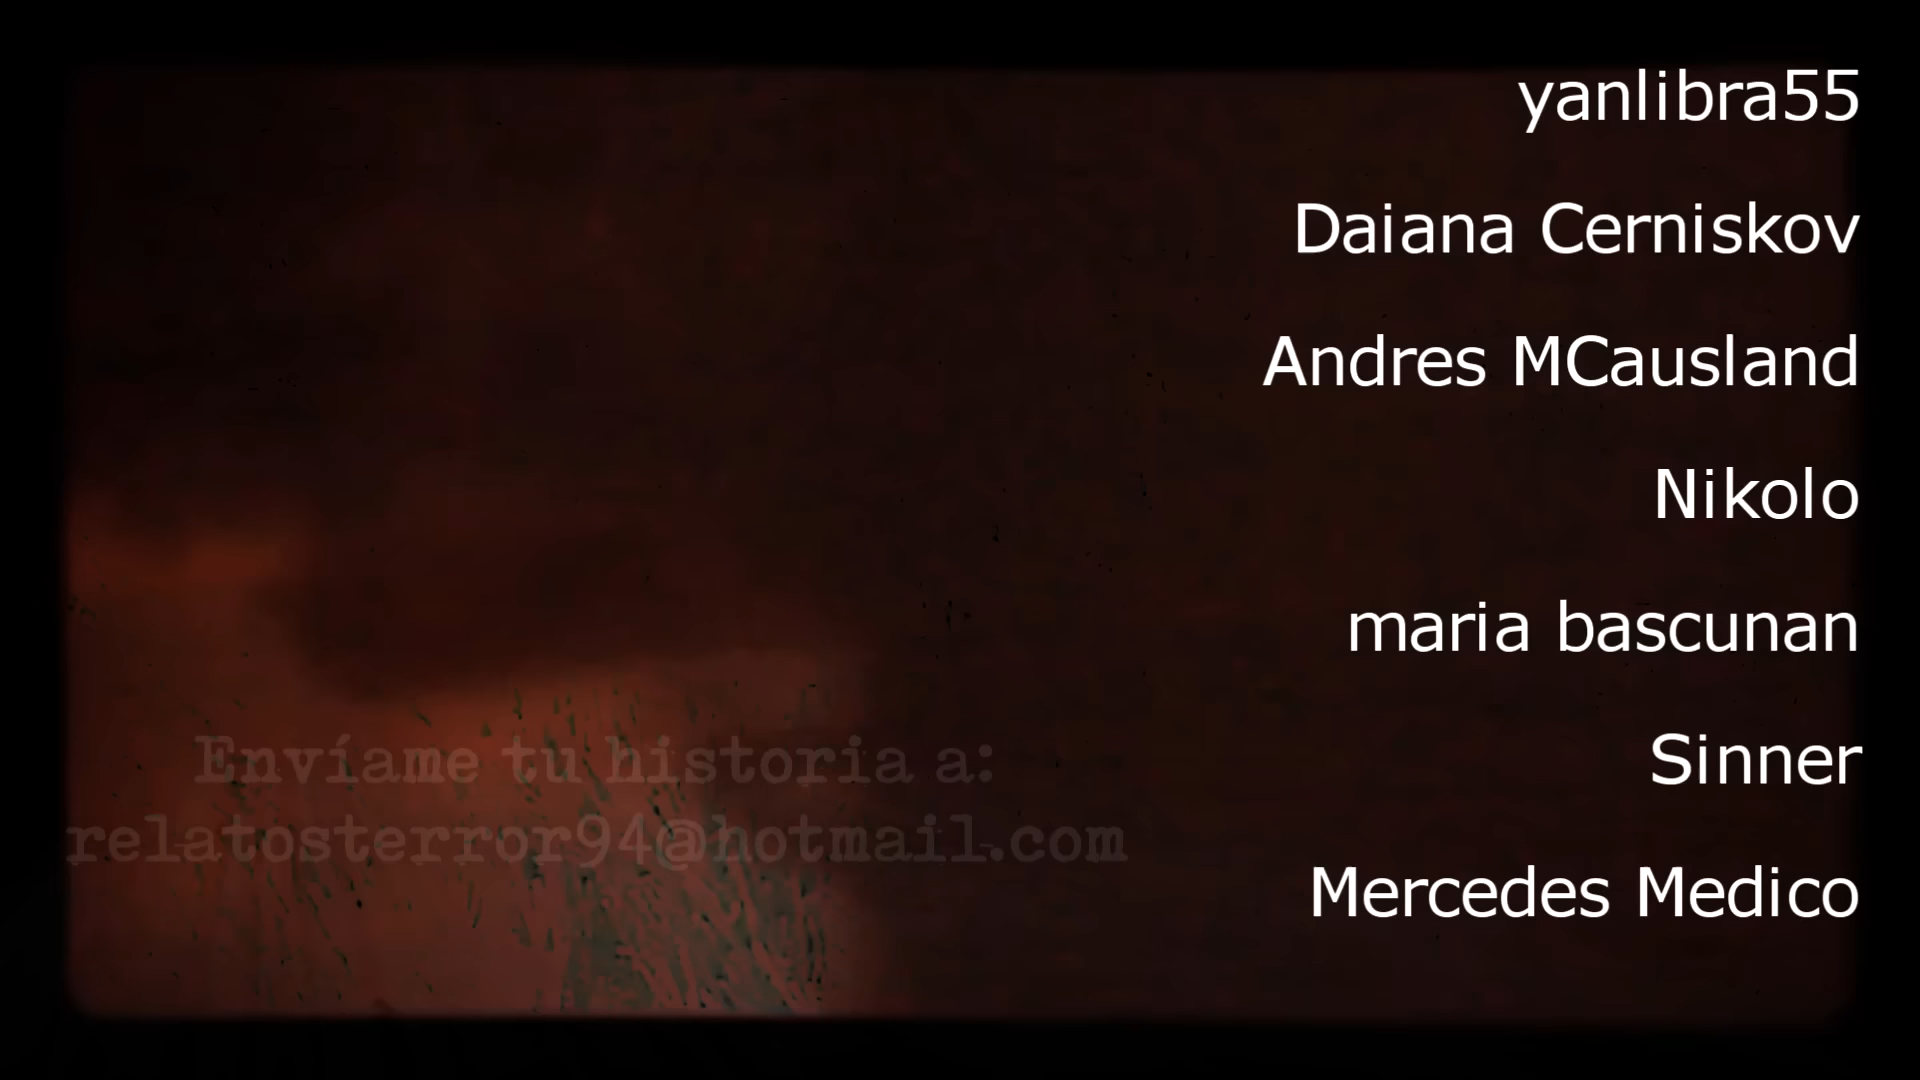 yanlibra55
Daiana Cerniskov
Andres MCausland
Nikolo
maria bascunan
Sinner
Mercedes Medico
Envíame tu historia a:
relatosterror94@hotmail.com